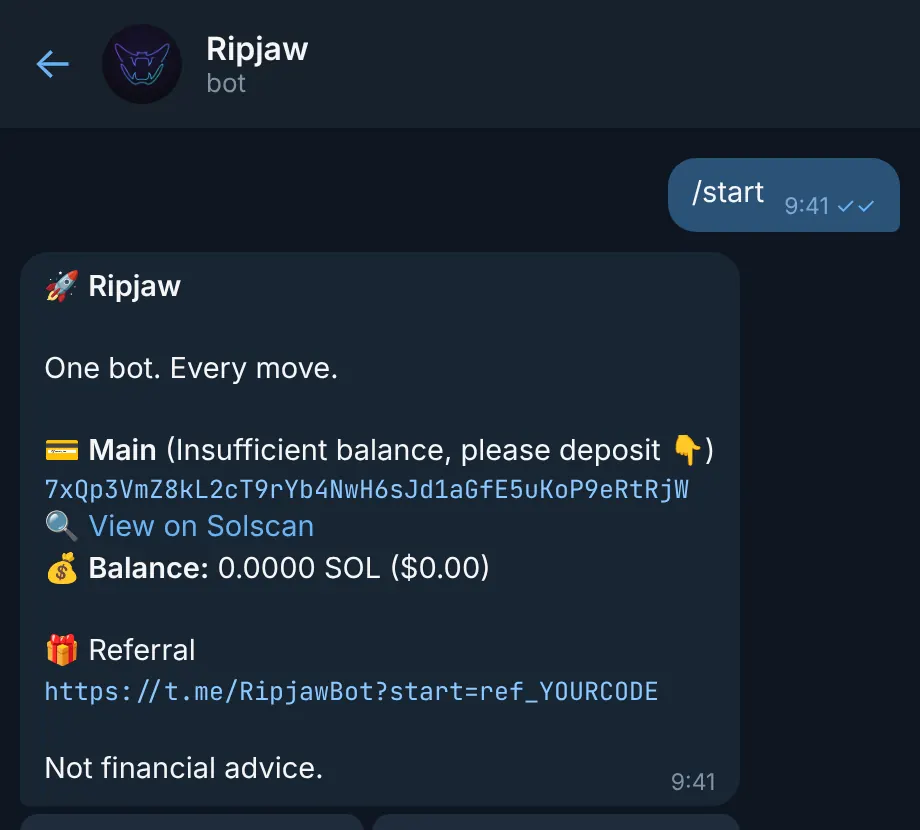 Ripjaw
bot
/start 9:41
🚀 Ripjaw
One bot. Every move.
💳 Main (Insufficient balance, please deposit 👇)
7xQp3VmZ8kL2cT9rYb4NwH6sJd1aGfE5uKoP9eRtRjW
🔍 View on Solscan
💰 Balance: 0.0000 SOL ($0.00)
🎁 Referral
https://t.me/RipjawBot?start=ref_YOURCODE
Not financial advice.
9:41